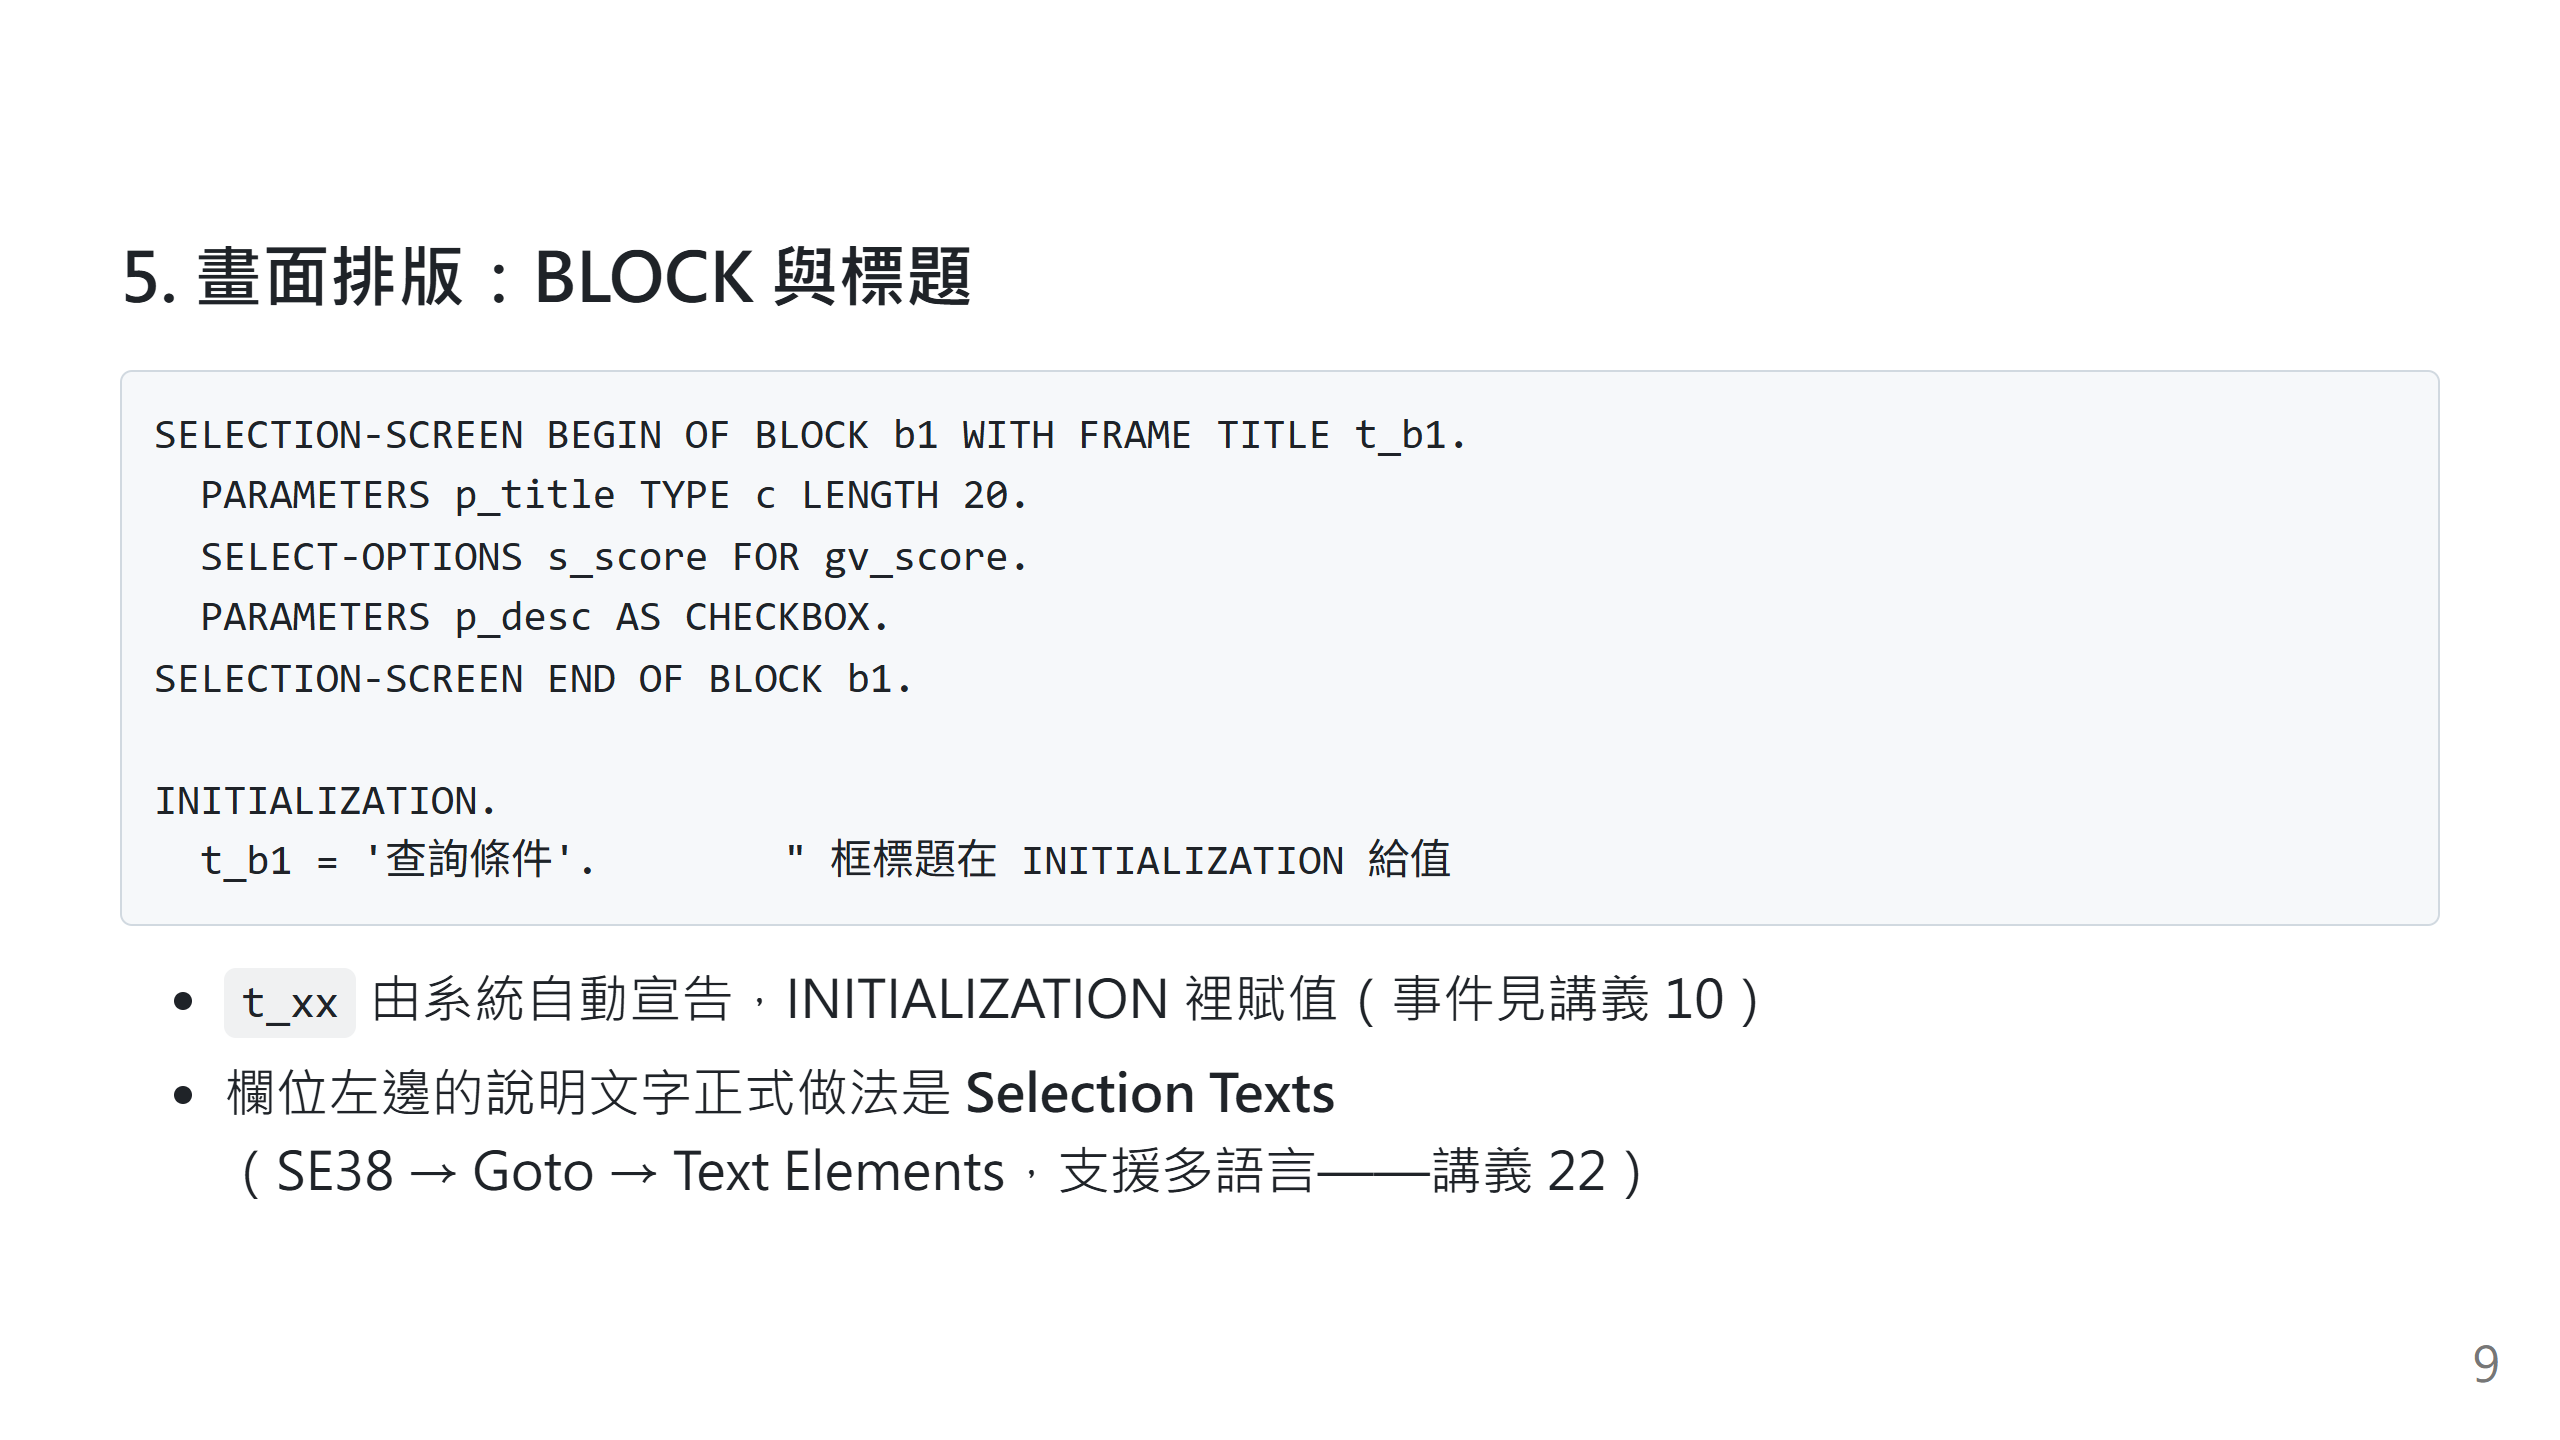 5. 畫面排版：BLOCK 與標題
SELECTION-SCREEN BEGIN OF BLOCK b1 WITH FRAME TITLE t_b1.
  PARAMETERS p_title TYPE c LENGTH 20.
  SELECT-OPTIONS s_score FOR gv_score.
  PARAMETERS p_desc AS CHECKBOX.
SELECTION-SCREEN END OF BLOCK b1.
INITIALIZATION.
  t_b1 = '查詢條件'.        " 框標題在 INITIALIZATION 給值
• t_xx 由系統自動宣告，INITIALIZATION 裡賦值（事件見講義 10）
• 欄位左邊的說明文字正式做法是 Selection Texts
（SE38 → Goto → Text Elements，支援多語言——講義 22）
9